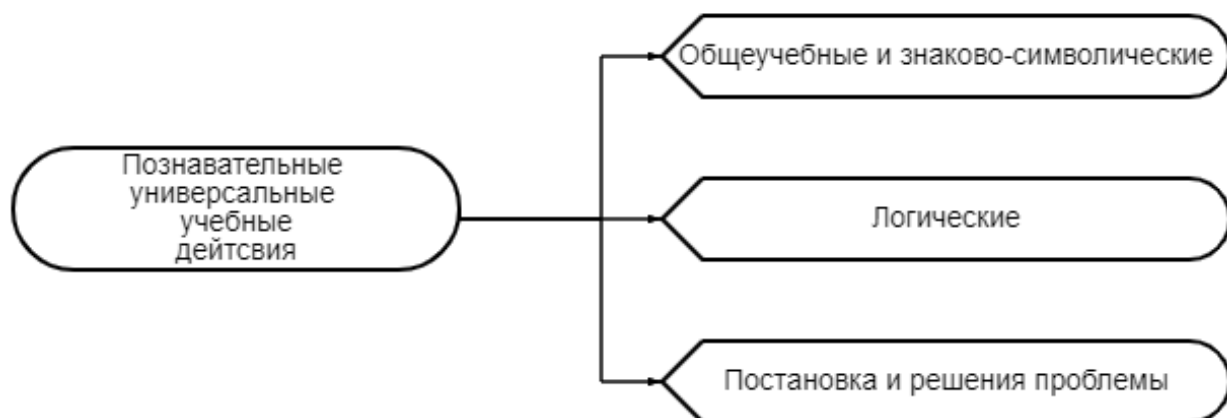 Общеучебные и знаково-символические
Познавательные
универсальные
учебные
дейтсвия
Логические
Постановка и решения проблемы